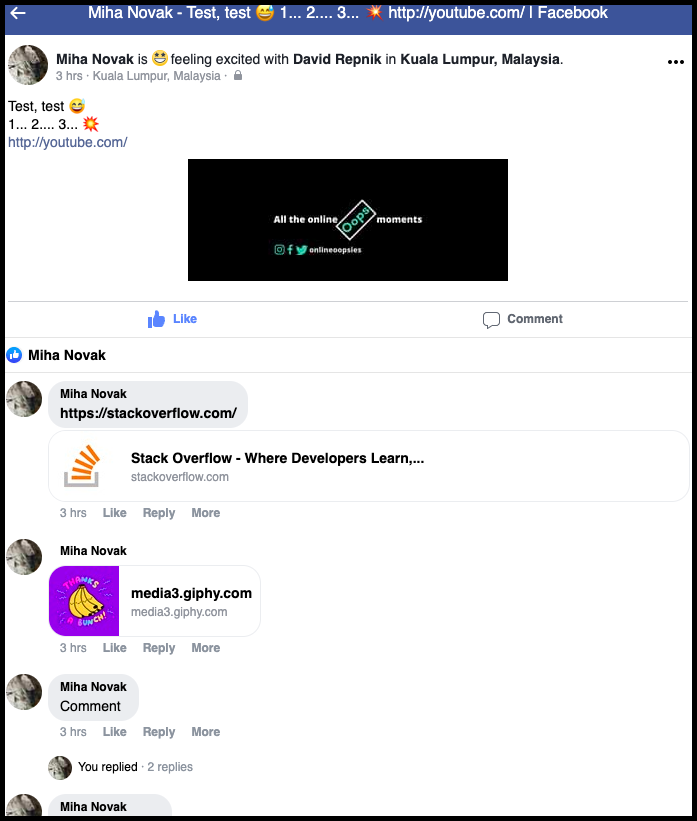 Miha Novak - Test, test 😅 1... 2.... 3... 💥 http://youtube.com/ | Facebook
Miha Novak is 😁 feeling excited with David Repnik in Kuala Lumpur, Malaysia.
3 hrs · Kuala Lumpur, Malaysia ·
Test, test 😅
1... 2.... 3... 💥
http://youtube.com/
All the online Oops moments
onlineoopsies
Like
Comment
Miha Novak
Miha Novak
https://stackoverflow.com/
Stack Overflow - Where Developers Learn,...
stackoverflow.com
3 hrs Like Reply More
Miha Novak
THANKS
A BUNCH!
media3.giphy.com
media3.giphy.com
3 hrs Like Reply More
Miha Novak
Comment
3 hrs Like Reply More
You replied · 2 replies
Miha Novak